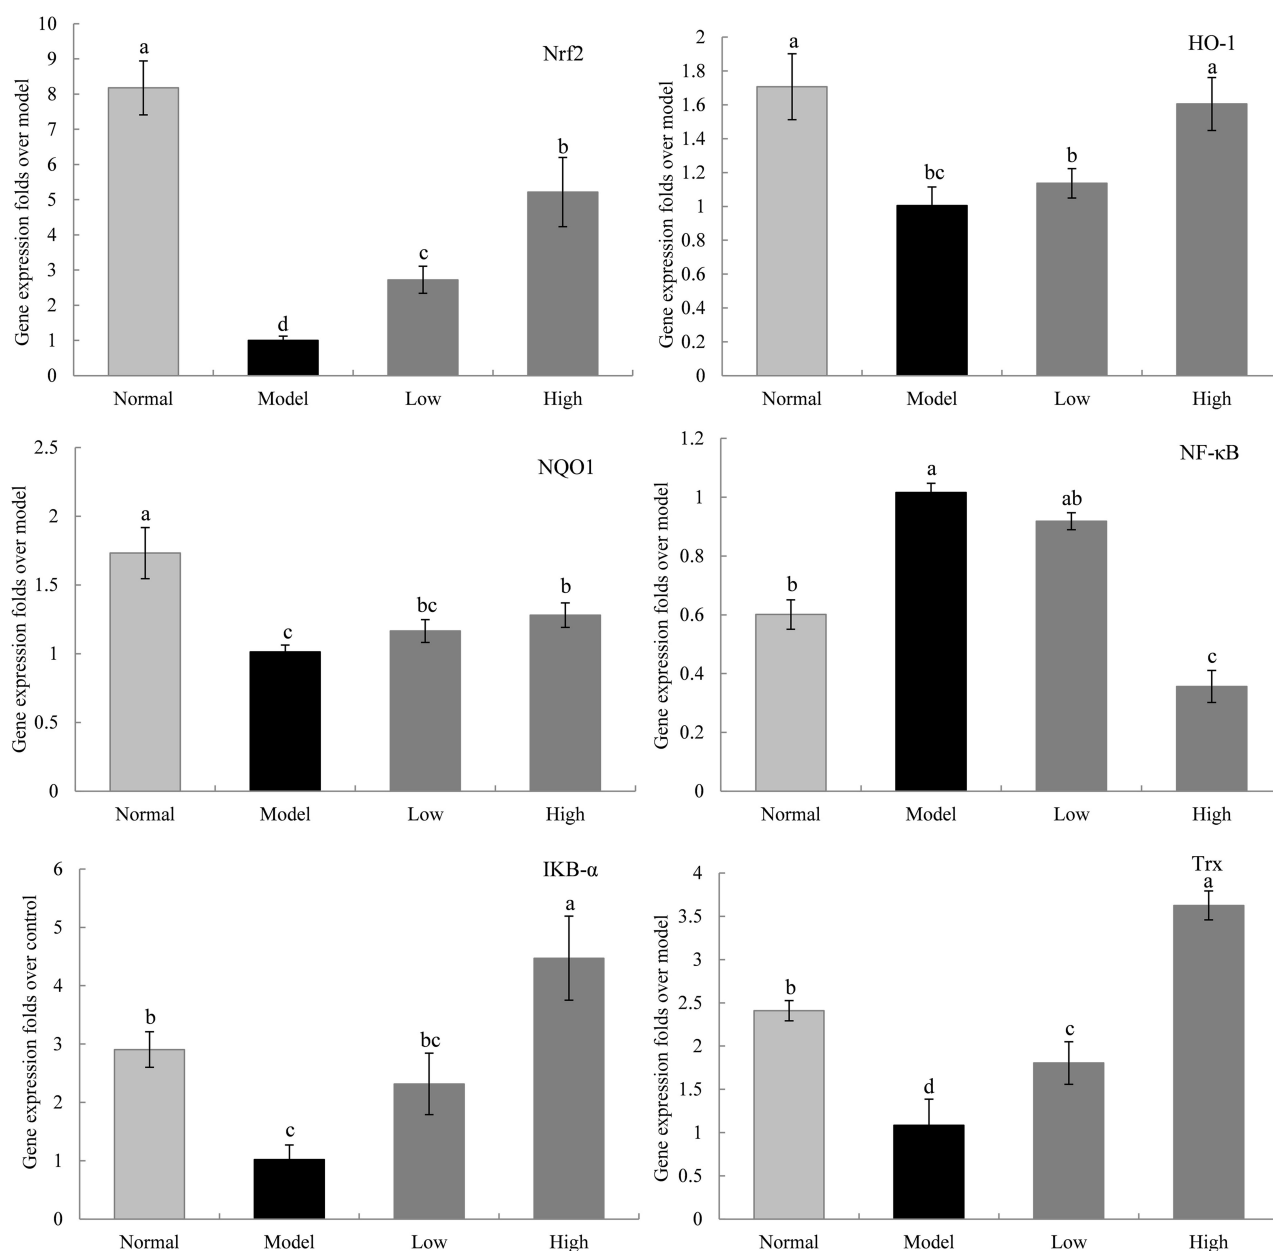 Nrf2
Gene expression folds over model
10
9
8
7
6
5
4
3
2
1
0
a
d
c
b
Normal Model Low High
HO-1
Gene expression folds over model
2
1.8
1.6
1.4
1.2
1
0.8
0.6
0.4
0.2
0
a
bc
b
a
Normal Model Low High
NQO1
Gene expression folds over model
2.5
2
1.5
1
0.5
0
a
c
bc
b
Normal Model Low High
NF-κB
Gene expression folds over model
1.2
1
0.8
0.6
0.4
0.2
0
b
a
ab
c
Normal Model Low High
IKB-α
Gene expression folds over control
6
5
4
3
2
1
0
b
c
bc
a
Normal Model Low High
Trx
Gene expression folds over model
4
3.5
3
2.5
2
1.5
1
0.5
0
b
d
c
a
Normal Model Low High